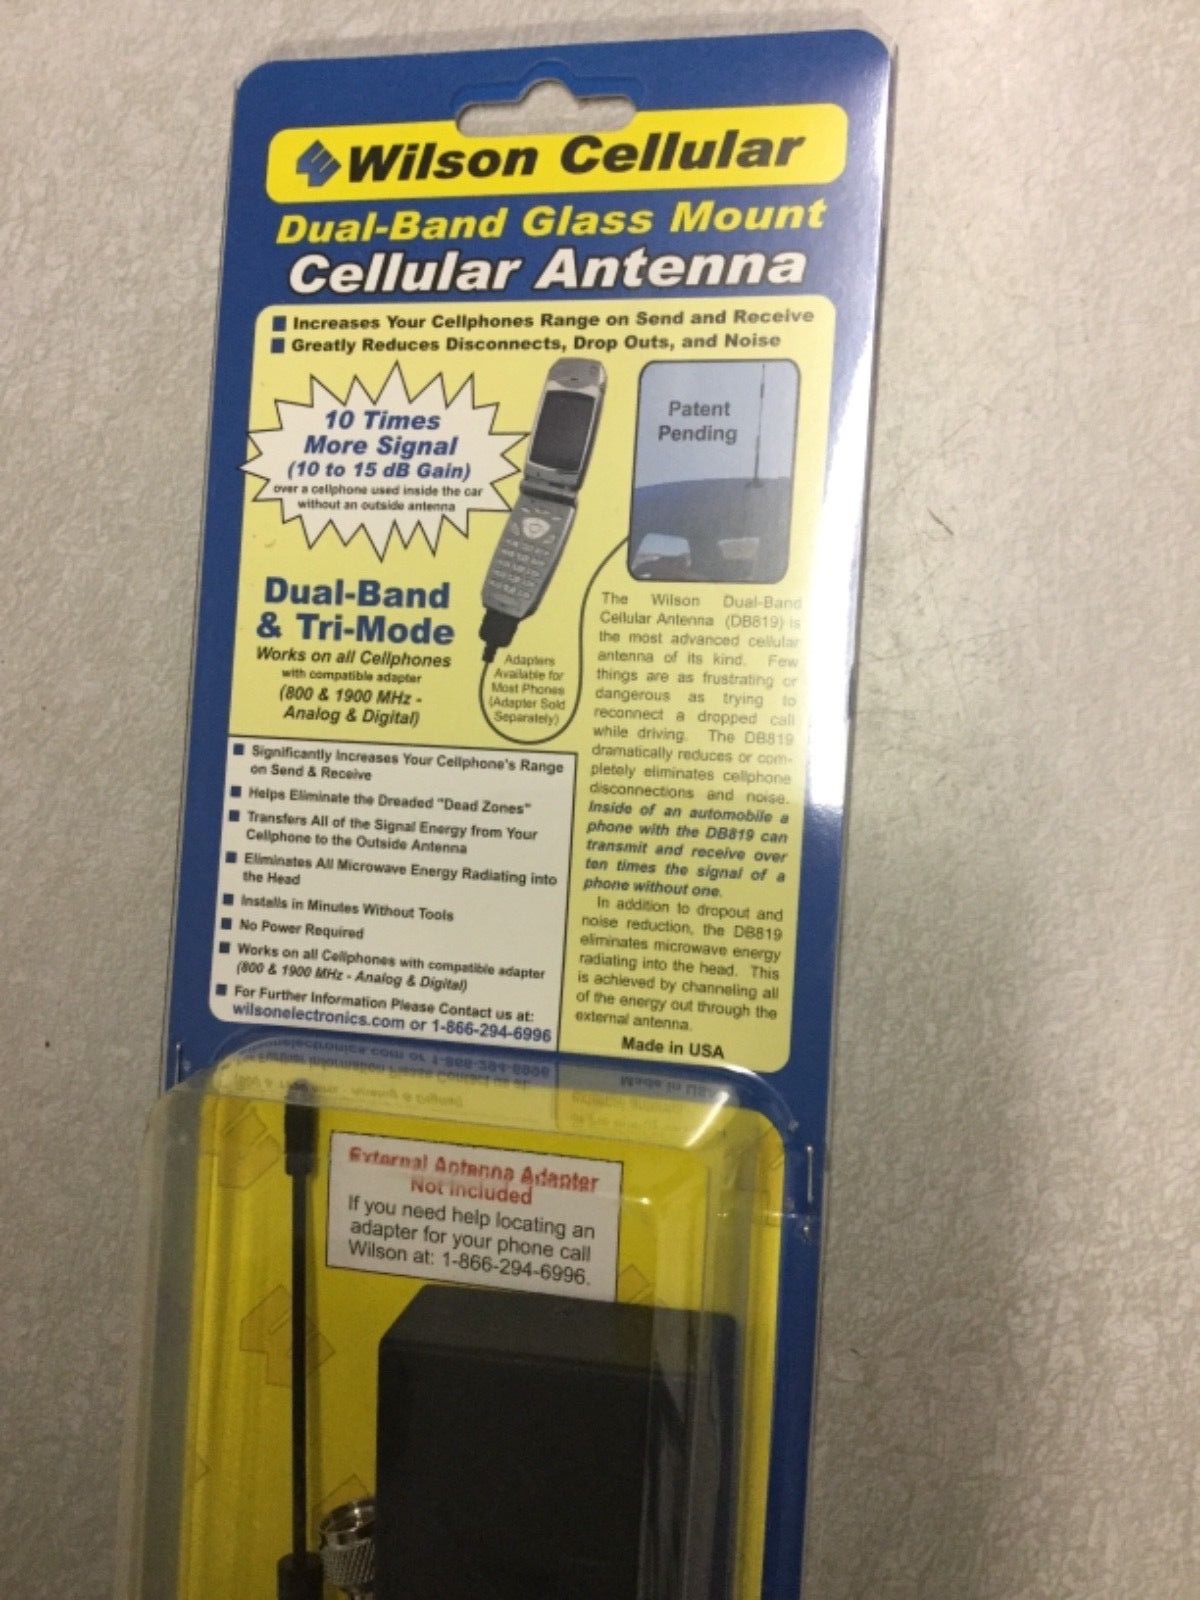 Wilson Cellular
Dual-Band Glass Mount
Cellular Antenna
Increases Your Cellphones Range on Send and Receive
Greatly Reduces Disconnects, Drop Outs, and Noise
10 Times
More Signal
(10 to 15 dB Gain)
over a cellphone used inside the car
without an outside antenna
Patent
Pending
Dual-Band
& Tri-Mode
Works on all Cellphones
with compatible adapter
(800 & 1900 MHz -
Analog & Digital)
Adapters
Available for
Most Phones
(Adapter Sold
Separately)
The Wilson Dual-Band
Cellular Antenna (DB819) is
the most advanced cellular
antenna of its kind. Few
things are as frustrating or
dangerous as trying to
reconnect a dropped call
while driving. The DB819
dramatically reduces or com-
pletely eliminates cellphone
disconnections and noise.
Inside of an automobile a
phone with the DB819 can
transmit and receive over
ten times the signal of a
phone without one.
In addition to dropout and
noise reduction, the DB819
eliminates microwave energy
radiating into the head. This
is achieved by channeling all
of the energy out through the
external antenna.
Made in USA
Significantly Increases Your Cellphone's Range
on Send & Receive
Helps Eliminate the Dreaded "Dead Zones"
Transfers All of the Signal Energy from Your
Cellphone to the Outside Antenna
Eliminates All Microwave Energy Radiating into
the Head
Installs in Minutes Without Tools
No Power Required
Works on all Cellphones with compatible adapter
(800 & 1900 MHz - Analog & Digital)
For Further Information Please Contact us at:
wilsonelectronics.com or 1-866-294-6996
External Antenna Adapter
Not Included
If you need help locating an
adapter for your phone call
Wilson at: 1-866-294-6996.